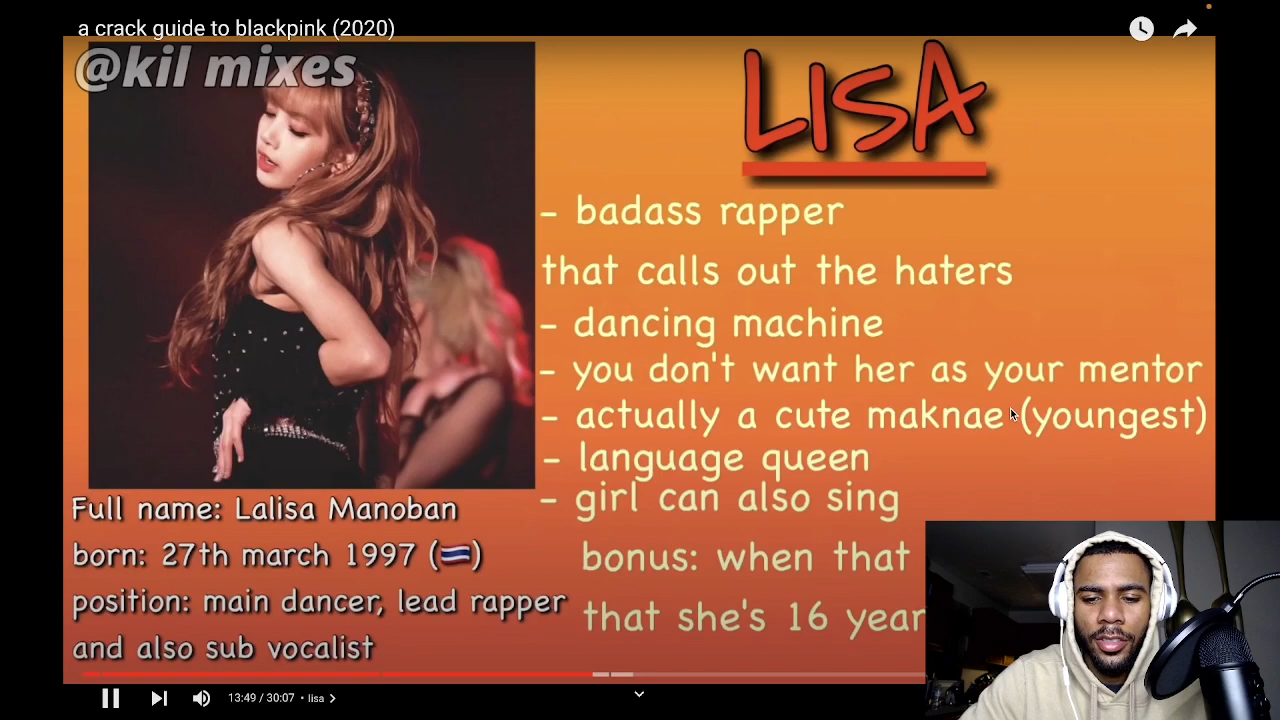 a crack guide to blackpink (2020)
@kil mixes
LISA
- badass rapper
that calls out the haters
- dancing machine
- you don't want her as your mentor
- actually a cute maknae (youngest)
- language queen
- girl can also sing
bonus: when that
that she's 16 year
Full name: Lalisa Manoban
born: 27th march 1997 (🇹🇭)
position: main dancer, lead rapper
and also sub vocalist
13:49 / 30:07 • lisa >